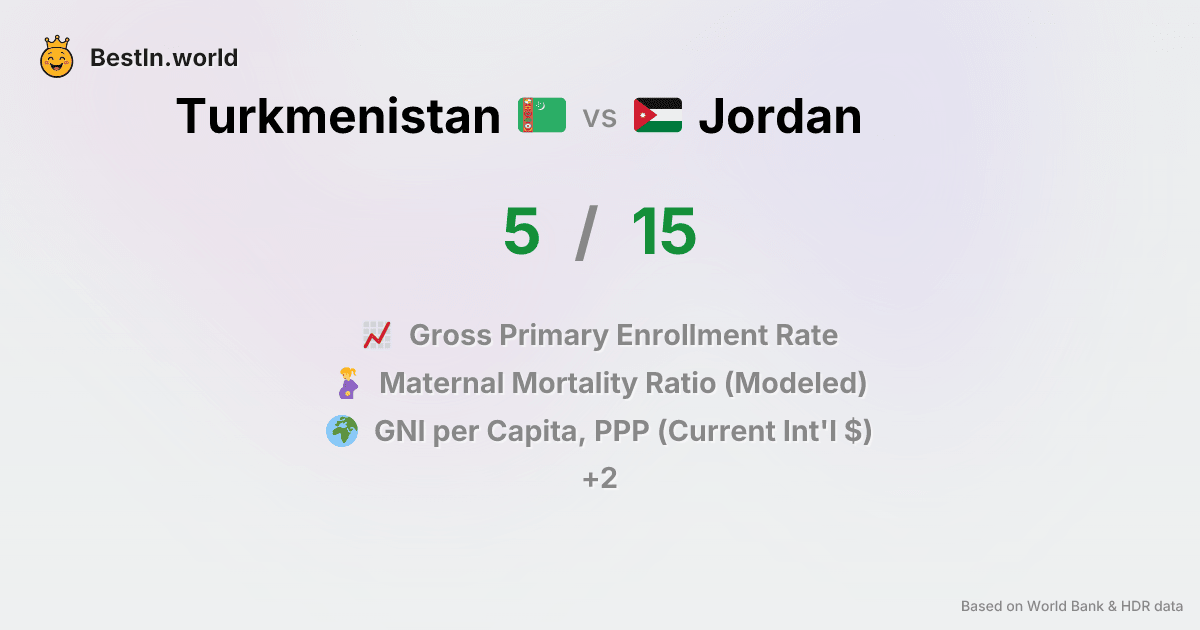 BestIn.world
Turkmenistan vs Jordan
5 / 15
Gross Primary Enrollment Rate
Maternal Mortality Ratio (Modeled)
GNI per Capita, PPP (Current Int'l $)
+2
Based on World Bank & HDR data